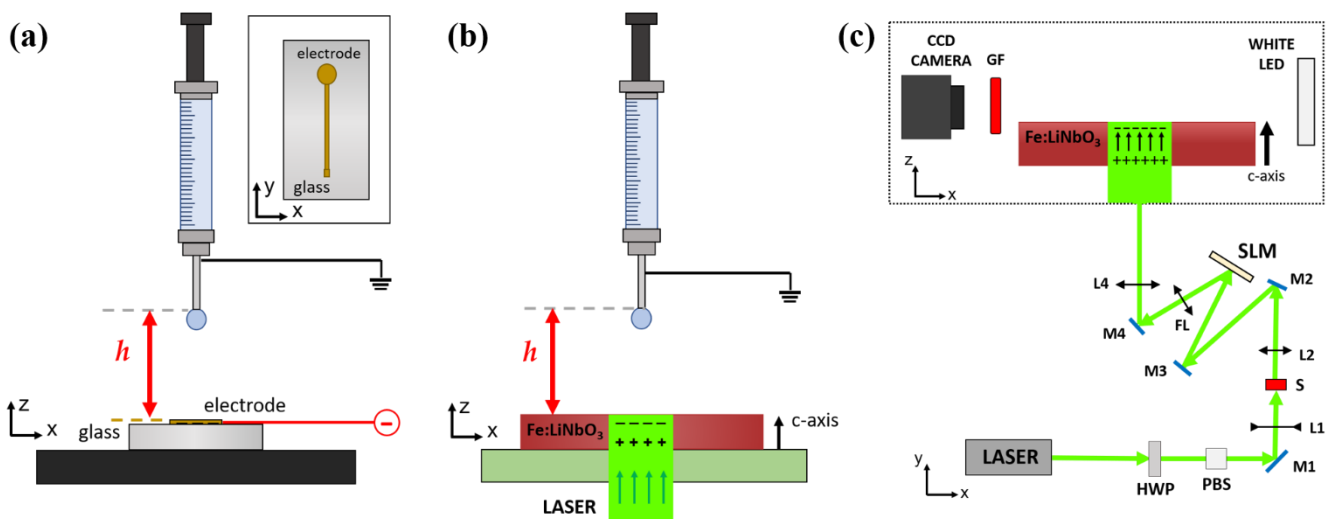 (a)
electrode
glass
y
x
h
z
x
glass
electrode
-
(b)
h
z
x
Fe:LiNbO3
- - - -
+ + + +
c-axis
LASER
(c)
CCD
CAMERA
GF
WHITE
LED
Fe:LiNbO3
- - - - - -
++++++
c-axis
z
x
SLM
L4
M2
FL
M4
M3
L2
S
L1
LASER
M1
HWP
PBS
y
x